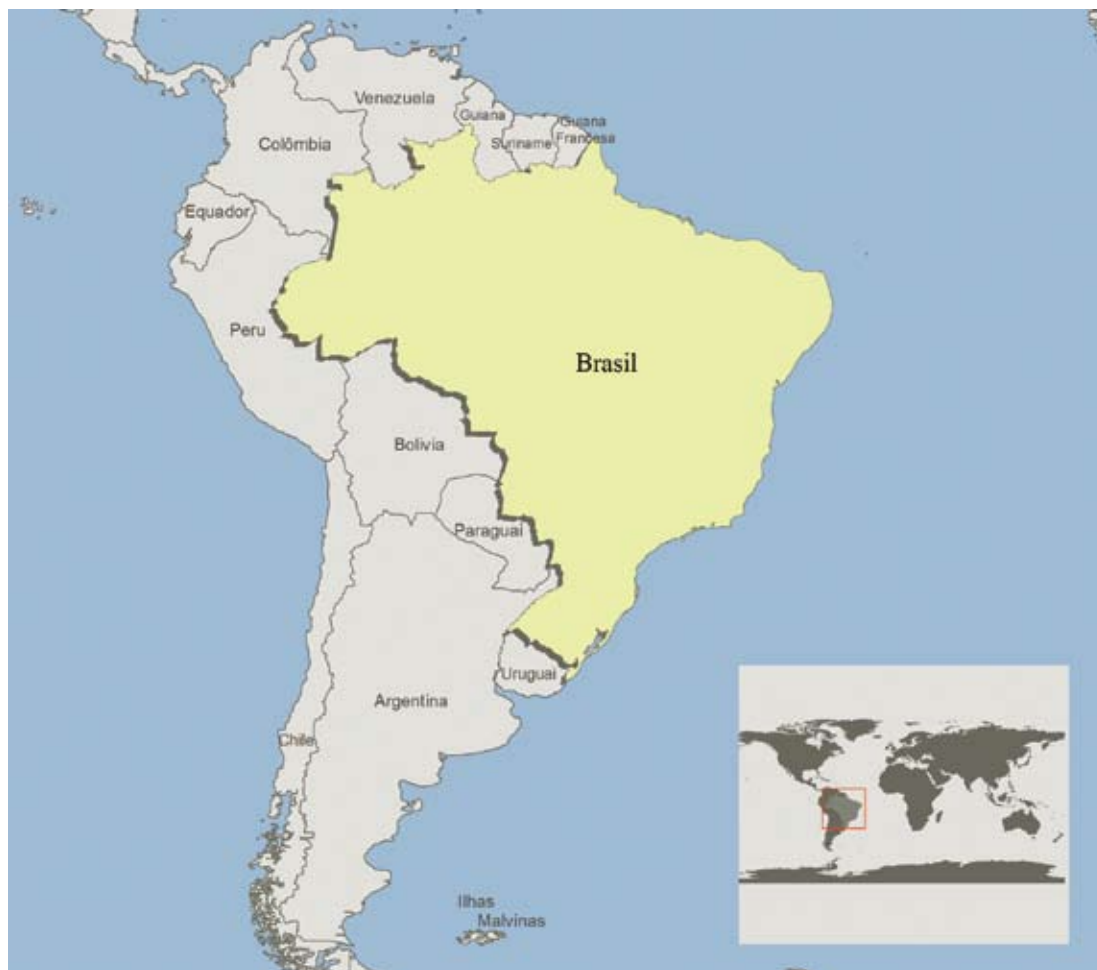 Venezuela
Guiana
Guiana
Francesa
Suriname
Colômbia
Equador
Peru
Brasil
Bolivia
Paraguai
Uruguai
Argentina
Chile
Ilhas
Malvinas